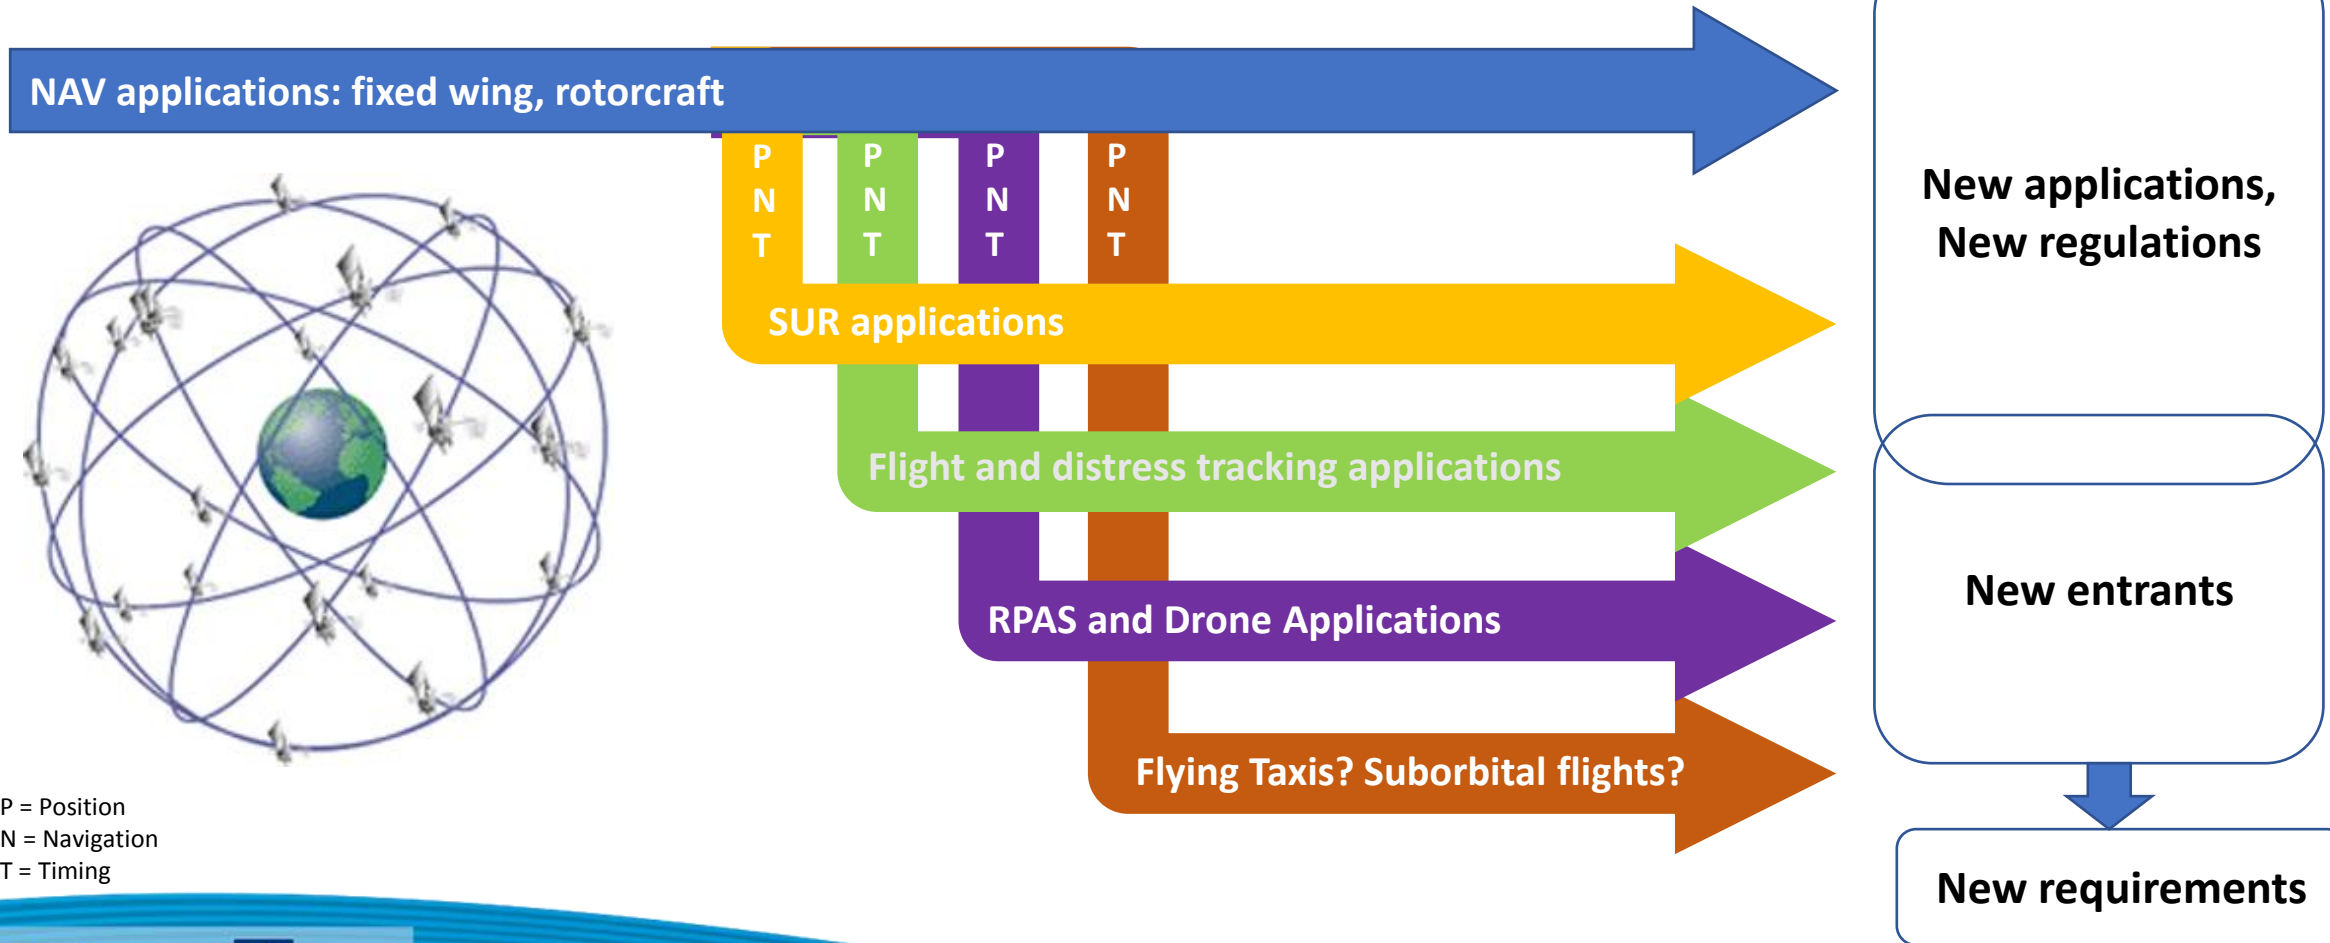 NAV applications: fixed wing, rotorcraft
P
N
T
P
N
T
P
N
T
P
N
T
SUR applications
Flight and distress tracking applications
RPAS and Drone Applications
Flying Taxis? Suborbital flights?
New applications,
New regulations
New entrants
New requirements
P = Position
N = Navigation
T = Timing